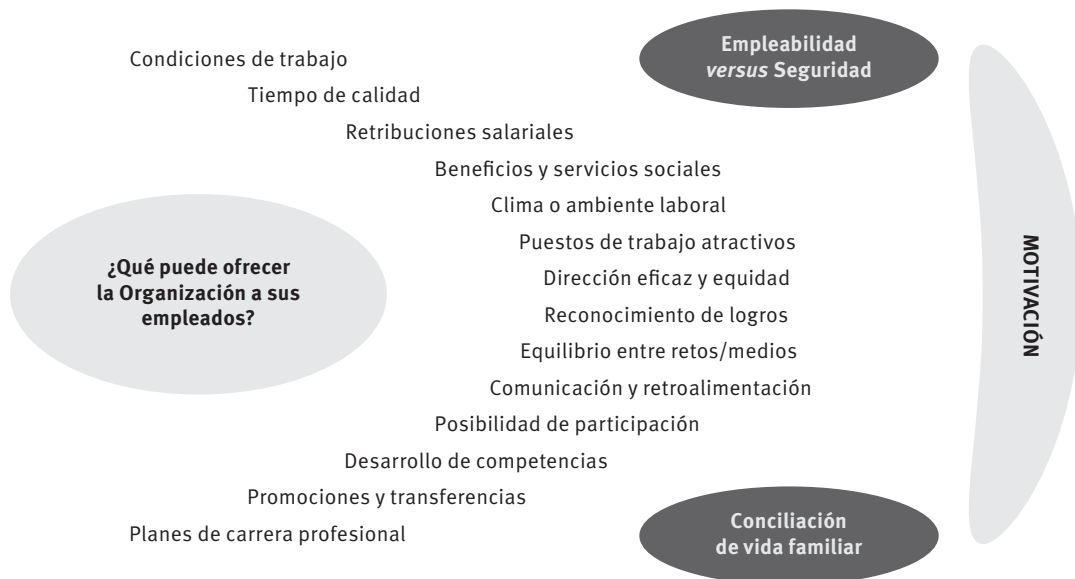 Condiciones de trabajo
Tiempo de calidad
Retribuciones salariales
Beneficios y servicios sociales
Clima o ambiente laboral
Puestos de trabajo atractivos
Dirección eficaz y equidad
Reconocimiento de logros
Equilibrio entre retos/medios
Comunicación y retroalimentación
Posibilidad de participación
Desarrollo de competencias
Promociones y transferencias
Planes de carrera profesional
¿Qué puede ofrecer
la Organización a sus
empleados?
Empleabilidad
versus Seguridad
Conciliación
de vida familiar
MOTIVACIÓN